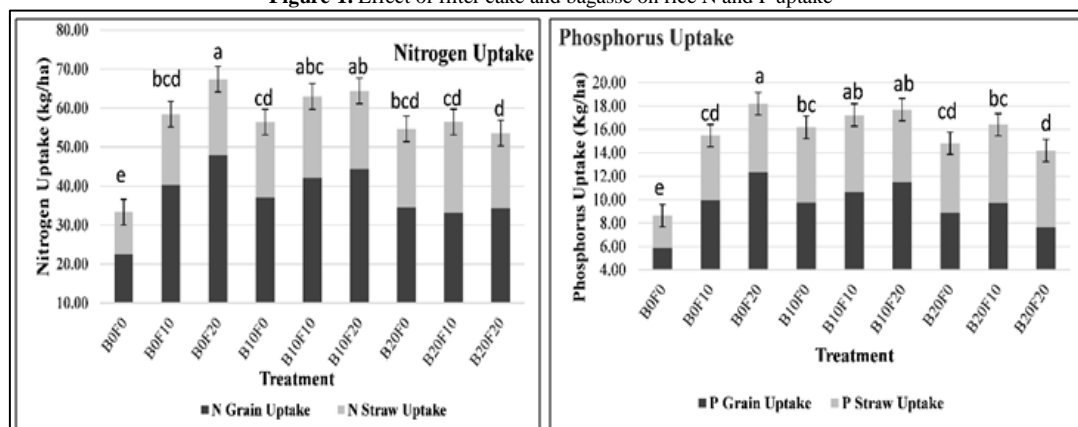 Figure 1. Effect of filter cake and bagasse on rice N and P uptake
Nitrogen Uptake
Nitrogen Uptake (kg/ha)
80.00
70.00
60.00
50.00
40.00
30.00
20.00
10.00
e
bcd
a
cd
abc
ab
bcd
cd
d
B0F0
B0F10
B0F20
B10F0
B10F10
B10F20
B20F0
B20F20
B20F20
Treatment
N Grain Uptake
N Straw Uptake
Phosphorus Uptake
Phosphorus Uptake (Kg/ha)
20.00
18.00
16.00
14.00
12.00
10.00
8.00
6.00
4.00
e
cd
a
bc
ab
ab
cd
bc
d
B0F0
B0F10
B0F20
B10F0
B10F10
B10F20
B20F0
B20F20
B20F20
Treatment
P Grain Uptake
P Straw Uptake